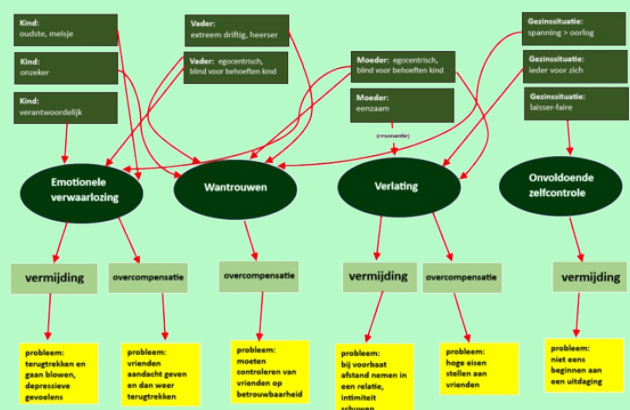 Kind:
oudste, meisje
Kind:
onzeker
Kind:
verantwoordelijk
Vader:
extreem driftig, heerser
Vader: egocentrisch,
blind voor behoeften kind
Moeder: egocentrisch,
blind voor behoeften kind
Moeder:
eenzaam
(resonantie)
Gezinssituatie:
spanning > oorlog
Gezinssituatie:
ieder voor zich
Gezinssituatie:
laisser-faire
Emotionele
verwaarlozing
Wantrouwen
Verlating
Onvoldoende
zelfcontrole
vermijding
overcompensatie
overcompensatie
vermijding
overcompensatie
vermijding
probleem:
terugtrekken en
gaan blowen,
depressieve
gevoelens
probleem:
vrienden
aandacht geven
en dan weer
terugtrekken
probleem:
moeten
controleren van
vrienden op
betrouwbaarheid
probleem:
bij voorbaat
afstand nemen in
een relatie,
intimiteit
schuwen
probleem:
hoge eisen
stellen aan
vrienden
probleem:
niet eens
beginnen aan
een uitdaging